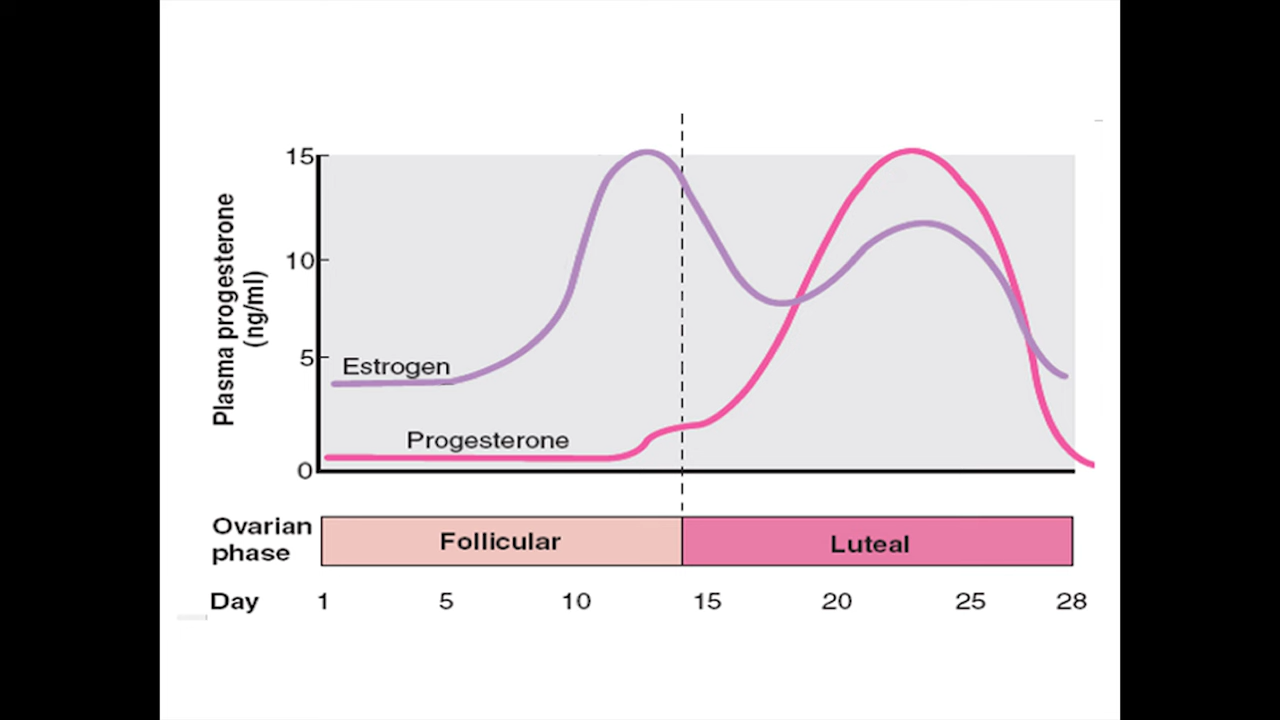 15
10
5
0
Plasma progesterone
(ng/ml)
Estrogen
Progesterone
Ovarian
phase
Follicular
Luteal
Day 1 5 10 15 20 25 28